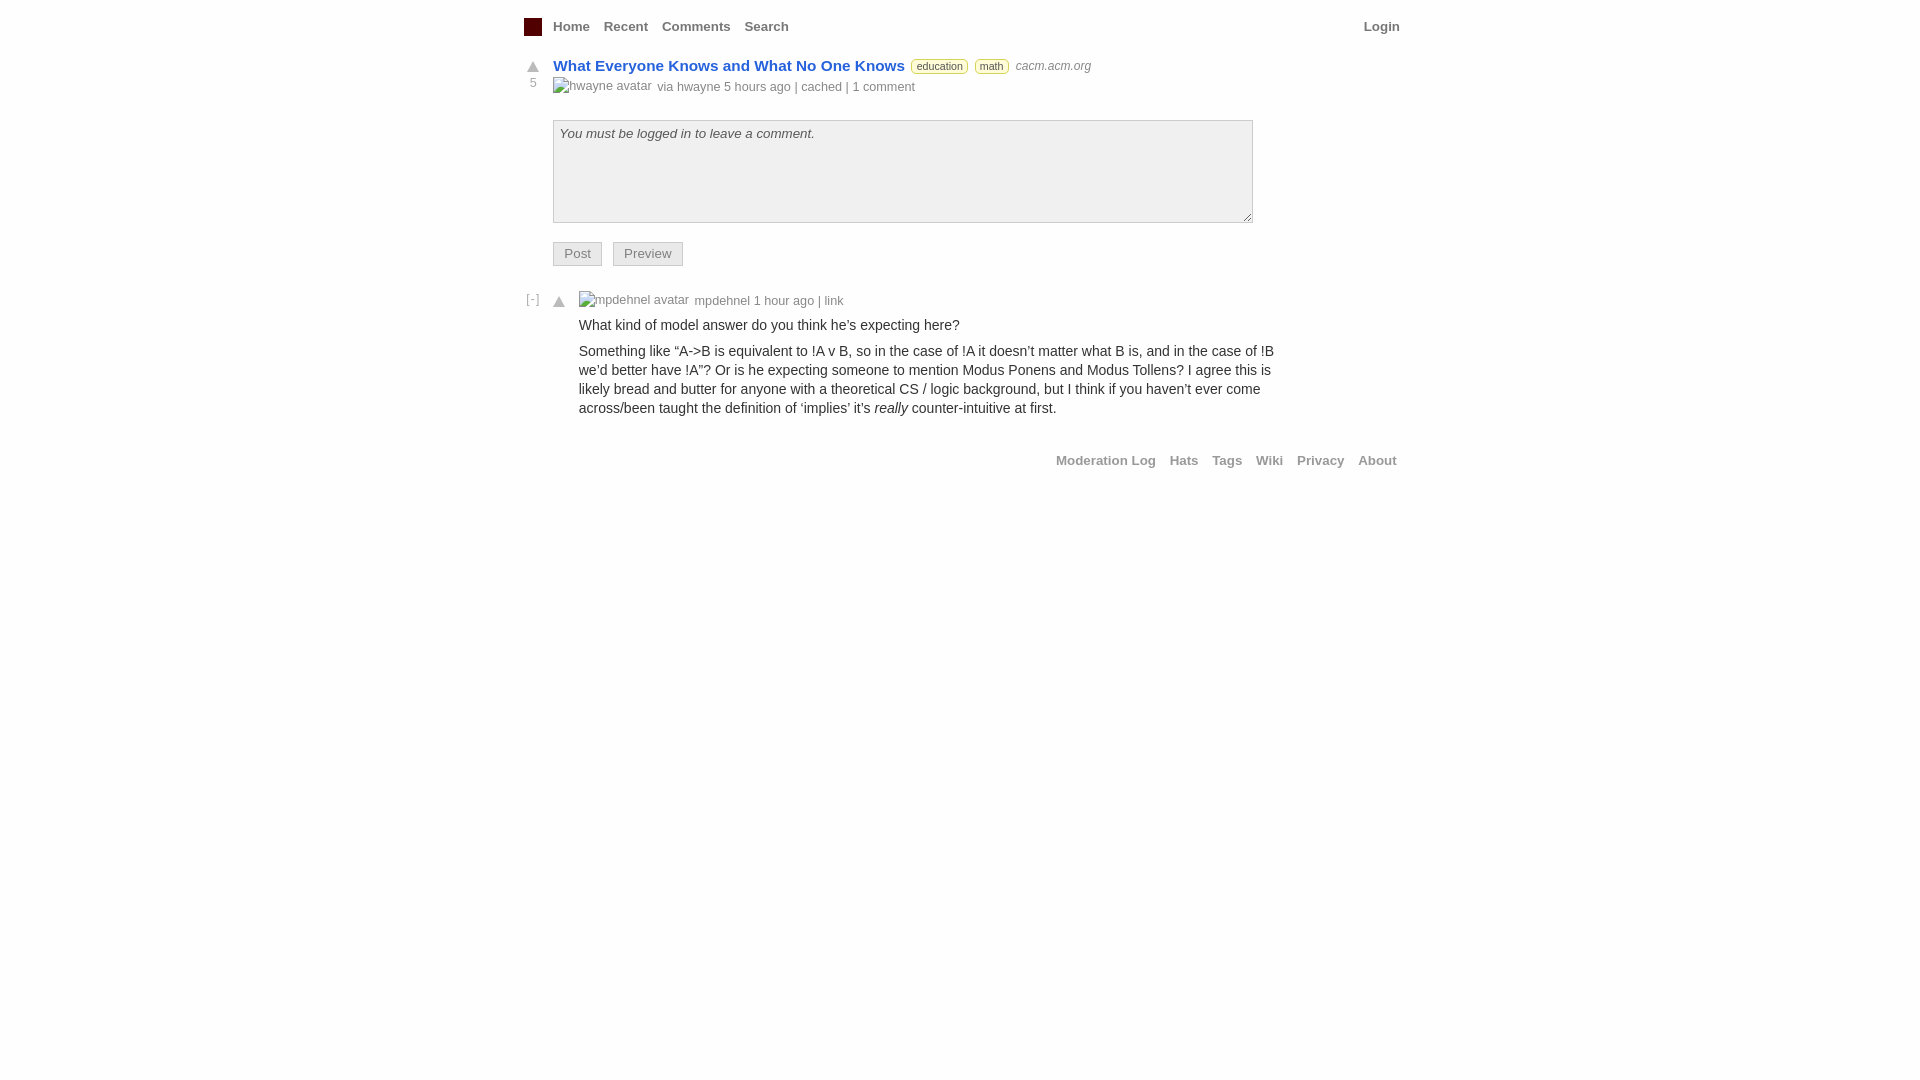 Home Recent Comments Search Login
What Everyone Knows and What No One Knows education math cacm.acm.org
5
hwayne avatar via hwayne 5 hours ago | cached | 1 comment
You must be logged in to leave a comment.
Post Preview
[-] mpdehnel avatar mpdehnel 1 hour ago | link
What kind of model answer do you think he’s expecting here?
Something like “A->B is equivalent to !A v B, so in the case of !A it doesn’t matter what B is, and in the case of !B
we’d better have !A”? Or is he expecting someone to mention Modus Ponens and Modus Tollens? I agree this is
likely bread and butter for anyone with a theoretical CS / logic background, but I think if you haven’t ever come
across/been taught the definition of ‘implies’ it’s really counter-intuitive at first.
Moderation Log Hats Tags Wiki Privacy About